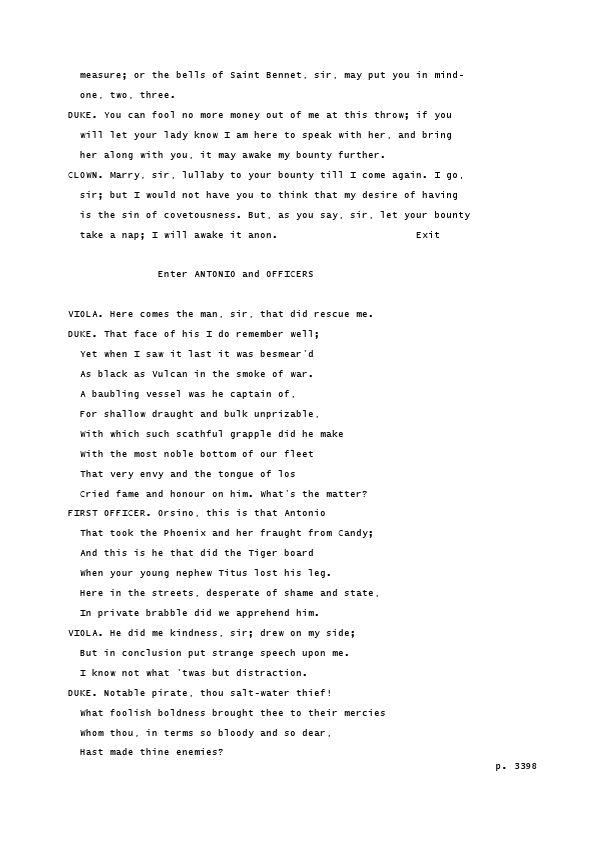 measure; or the bells of Saint Bennet, sir, may put you in mind-
one, two, three.
DUKE. You can fool no more money out of me at this throw; if you
will let your lady know I am here to speak with her, and bring
her along with you, it may awake my bounty further.
CLOWN. Marry, sir, lullaby to your bounty till I come again. I go,
sir; but I would not have you to think that my desire of having
is the sin of covetousness. But, as you say, sir, let your bounty
take a nap; I will awake it anon. Exit
Enter ANTONIO and OFFICERS
VIOLA. Here comes the man, sir, that did rescue me.
DUKE. That face of his I do remember well;
Yet when I saw it last it was besmear'd
As black as Vulcan in the smoke of war.
A baubling vessel was he captain of,
For shallow draught and bulk unprizable,
With which such scathful grapple did he make
With the most noble bottom of our fleet
That very envy and the tongue of los
Cried fame and honour on him. What's the matter?
FIRST OFFICER. Orsino, this is that Antonio
That took the Phoenix and her fraught from Candy;
And this is he that did the Tiger board
When your young nephew Titus lost his leg.
Here in the streets, desperate of shame and state,
In private brabble did we apprehend him.
VIOLA. He did me kindness, sir; drew on my side;
But in conclusion put strange speech upon me.
I know not what 'twas but distraction.
DUKE. Notable pirate, thou salt-water thief!
What foolish boldness brought thee to their mercies
Whom thou, in terms so bloody and so dear,
Hast made thine enemies?
p. 3398